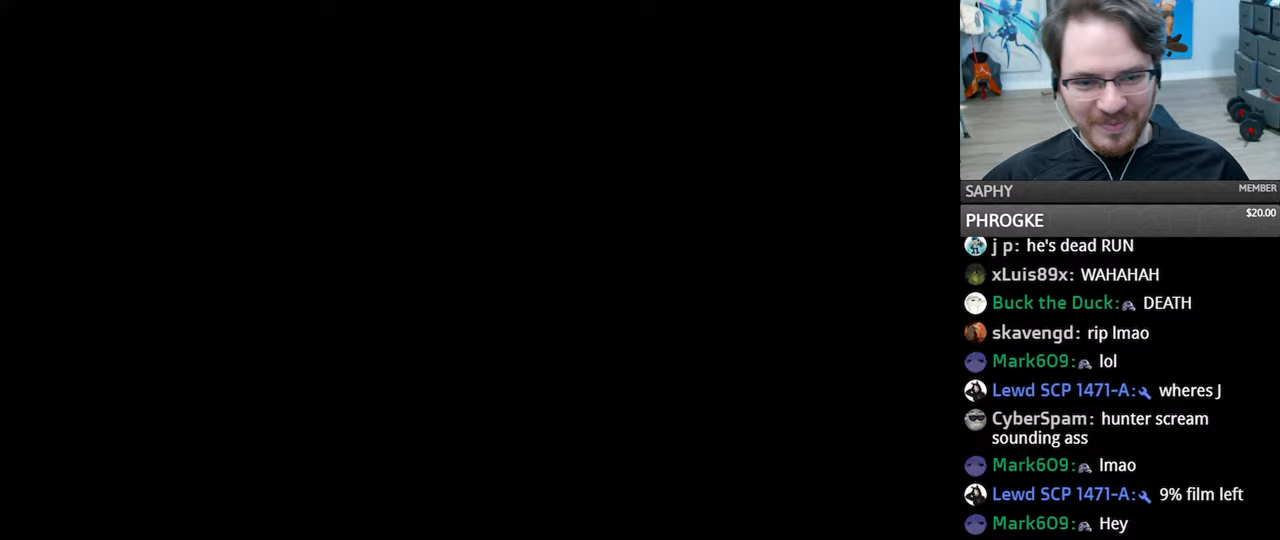 SAPHY MEMBER
PHROGKE $20.00
j p: he's dead RUN
xLuis89x: WAHAHAH
Buck the Duck: DEATH
skavengd: rip lmao
Mark609: lol
Lewd SCP 1471-A: wheres J
CyberSpam: hunter scream
sounding ass
Mark609: lmao
Lewd SCP 1471-A: 9% film left
Mark609: Hey